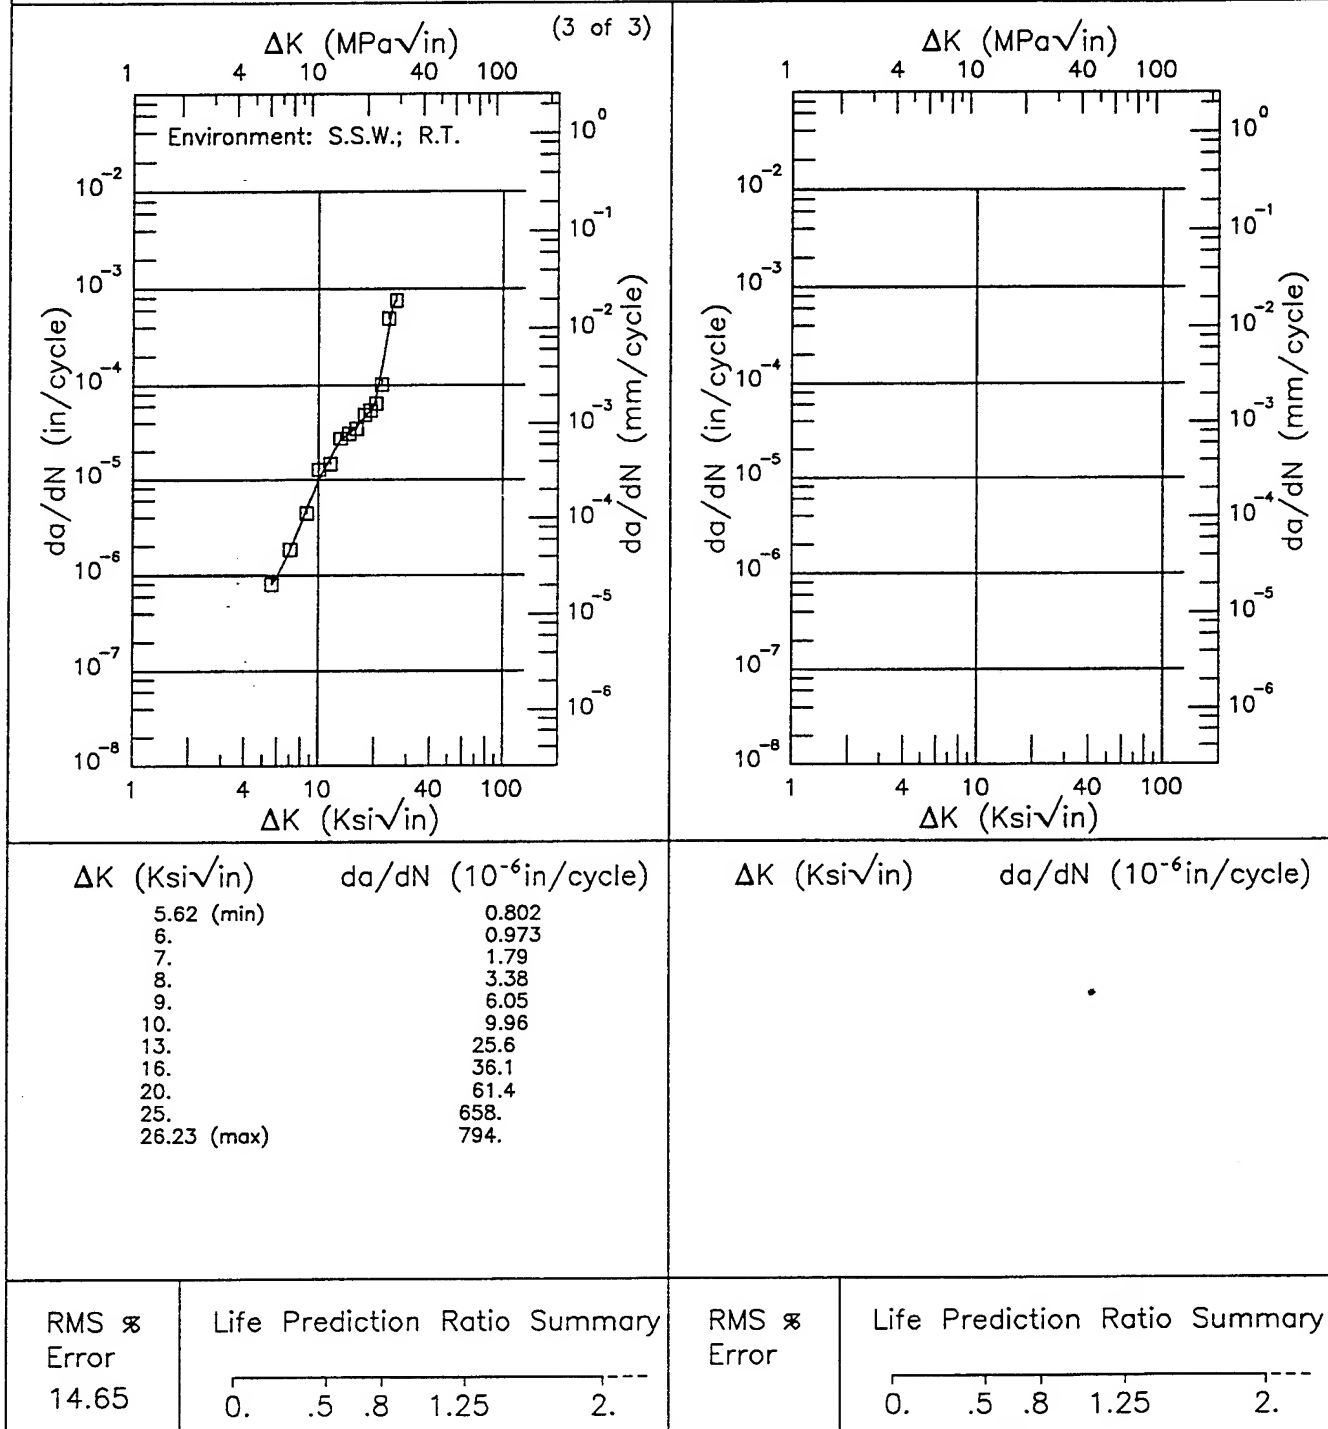 (3 of 3)
ΔK (MPa√in)
1 4 10 40 100
Environment: S.S.W.; R.T.
10⁰
10⁻¹
10⁻²
10⁻³
10⁻⁴
10⁻⁵
10⁻⁶
da/dN (mm/cycle)
10⁻²
10⁻³
10⁻⁴
10⁻⁵
10⁻⁶
10⁻⁷
10⁻⁸
da/dN (in/cycle)
1 4 10 40 100
ΔK (Ksi√in)
ΔK (MPa√in)
1 4 10 40 100
10⁰
10⁻¹
10⁻²
10⁻³
10⁻⁴
10⁻⁵
10⁻⁶
da/dN (mm/cycle)
10⁻²
10⁻³
10⁻⁴
10⁻⁵
10⁻⁶
10⁻⁷
10⁻⁸
da/dN (in/cycle)
1 4 10 40 100
ΔK (Ksi√in)
ΔK (Ksi√in) da/dN (10⁻⁶in/cycle)
5.62 (min) 0.802
6. 0.973
7. 1.79
8. 3.38
9. 6.05
10. 9.96
13. 25.6
16. 36.1
20. 61.4
25. 658.
26.23 (max) 794.
ΔK (Ksi√in) da/dN (10⁻⁶in/cycle)
RMS %
Error
14.65
Life Prediction Ratio Summary
0. .5 .8 1.25 2.
RMS %
Error
Life Prediction Ratio Summary
0. .5 .8 1.25 2.